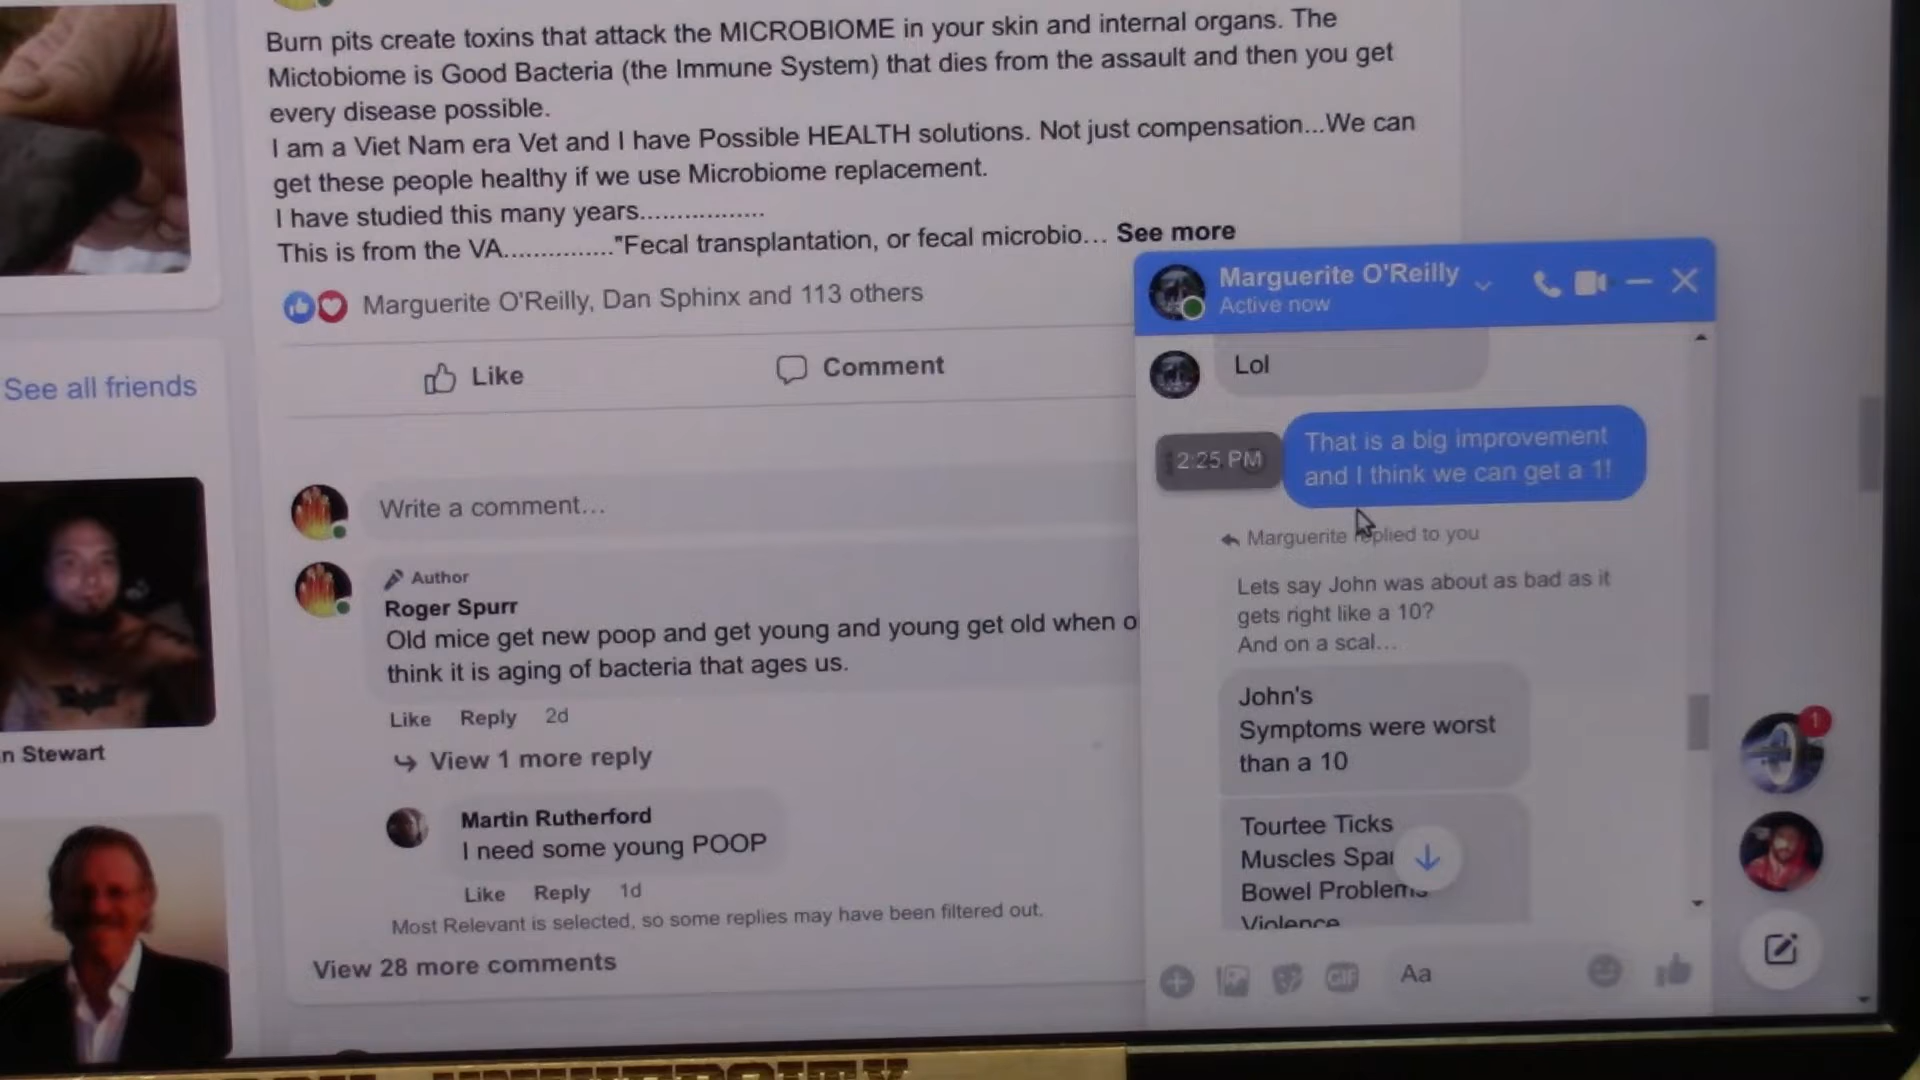 Burn pits create toxins that attack the MICROBIOME in your skin and internal organs. The
Mictobiome is Good Bacteria (the Immune System) that dies from the assault and then you get
every disease possible.
I am a Viet Nam era Vet and I have Possible HEALTH solutions. Not just compensation...We can
get these people healthy if we use Microbiome replacement.
I have studied this many years.................
This is from the VA..............."Fecal transplantation, or fecal microbio... See more
Marguerite O'Reilly, Dan Sphinx and 113 others
Like
Comment
Write a comment...
Author
Roger Spurr
Old mice get new poop and get young and young get old when o
think it is aging of bacteria that ages us.
Like Reply 2d
View 1 more reply
Martin Rutherford
I need some young POOP
Like Reply 1d
Most Relevant is selected, so some replies may have been filtered out.
View 28 more comments
See all friends
n Stewart
Marguerite O'Reilly
Active now
Lol
2:25 PM
That is a big improvement
and I think we can get a 1!
Marguerite replied to you
Lets say John was about as bad as it
gets right like a 10?
And on a scal...
John's
Symptoms were worst
than a 10
Tourtee Ticks
Muscles Spa
Bowel Problems
Violence
GIF
Aa
1